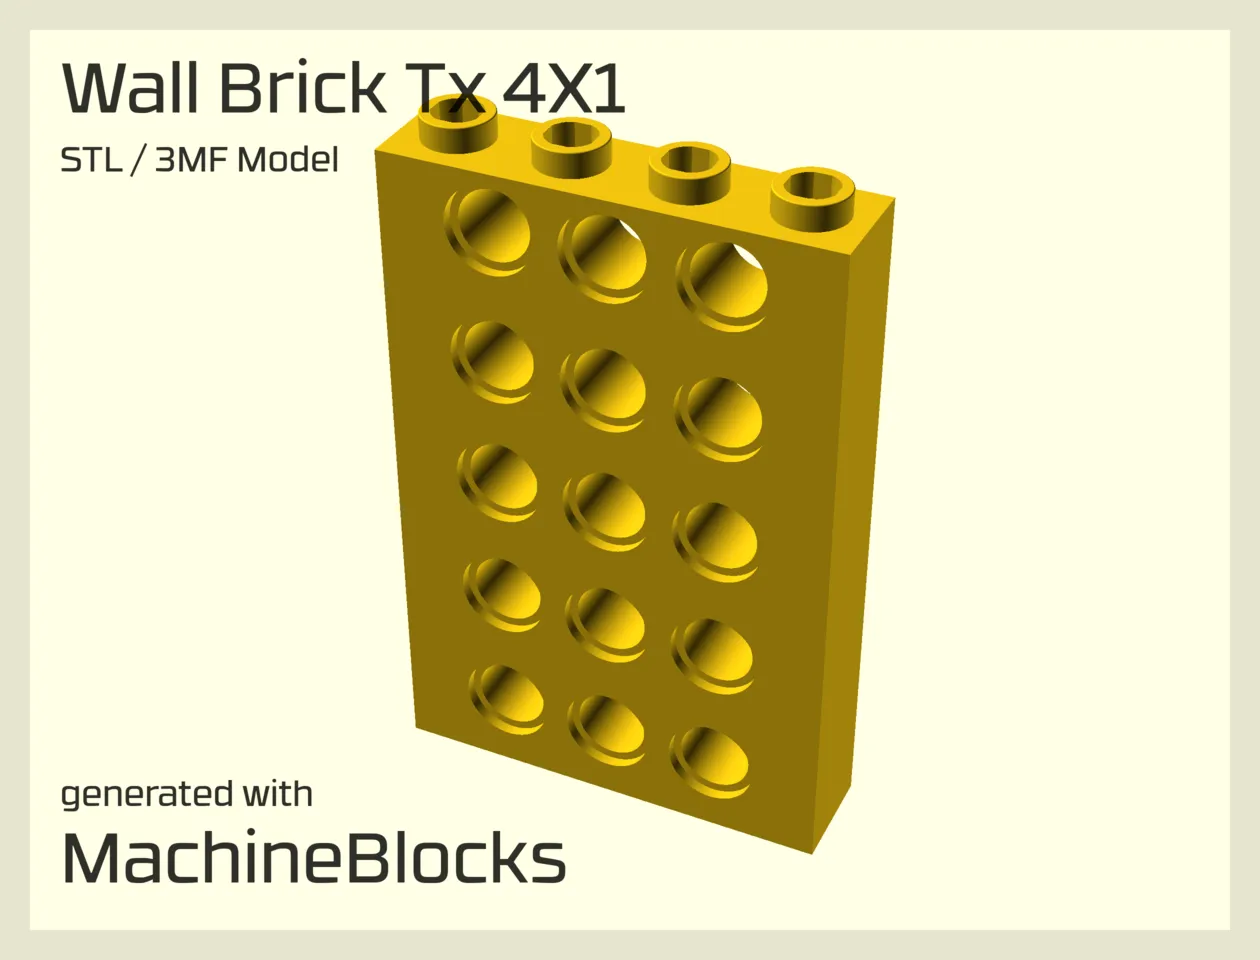 Wall Brick Tx 4X1
STL / 3MF Model
generated with
MachineBlocks